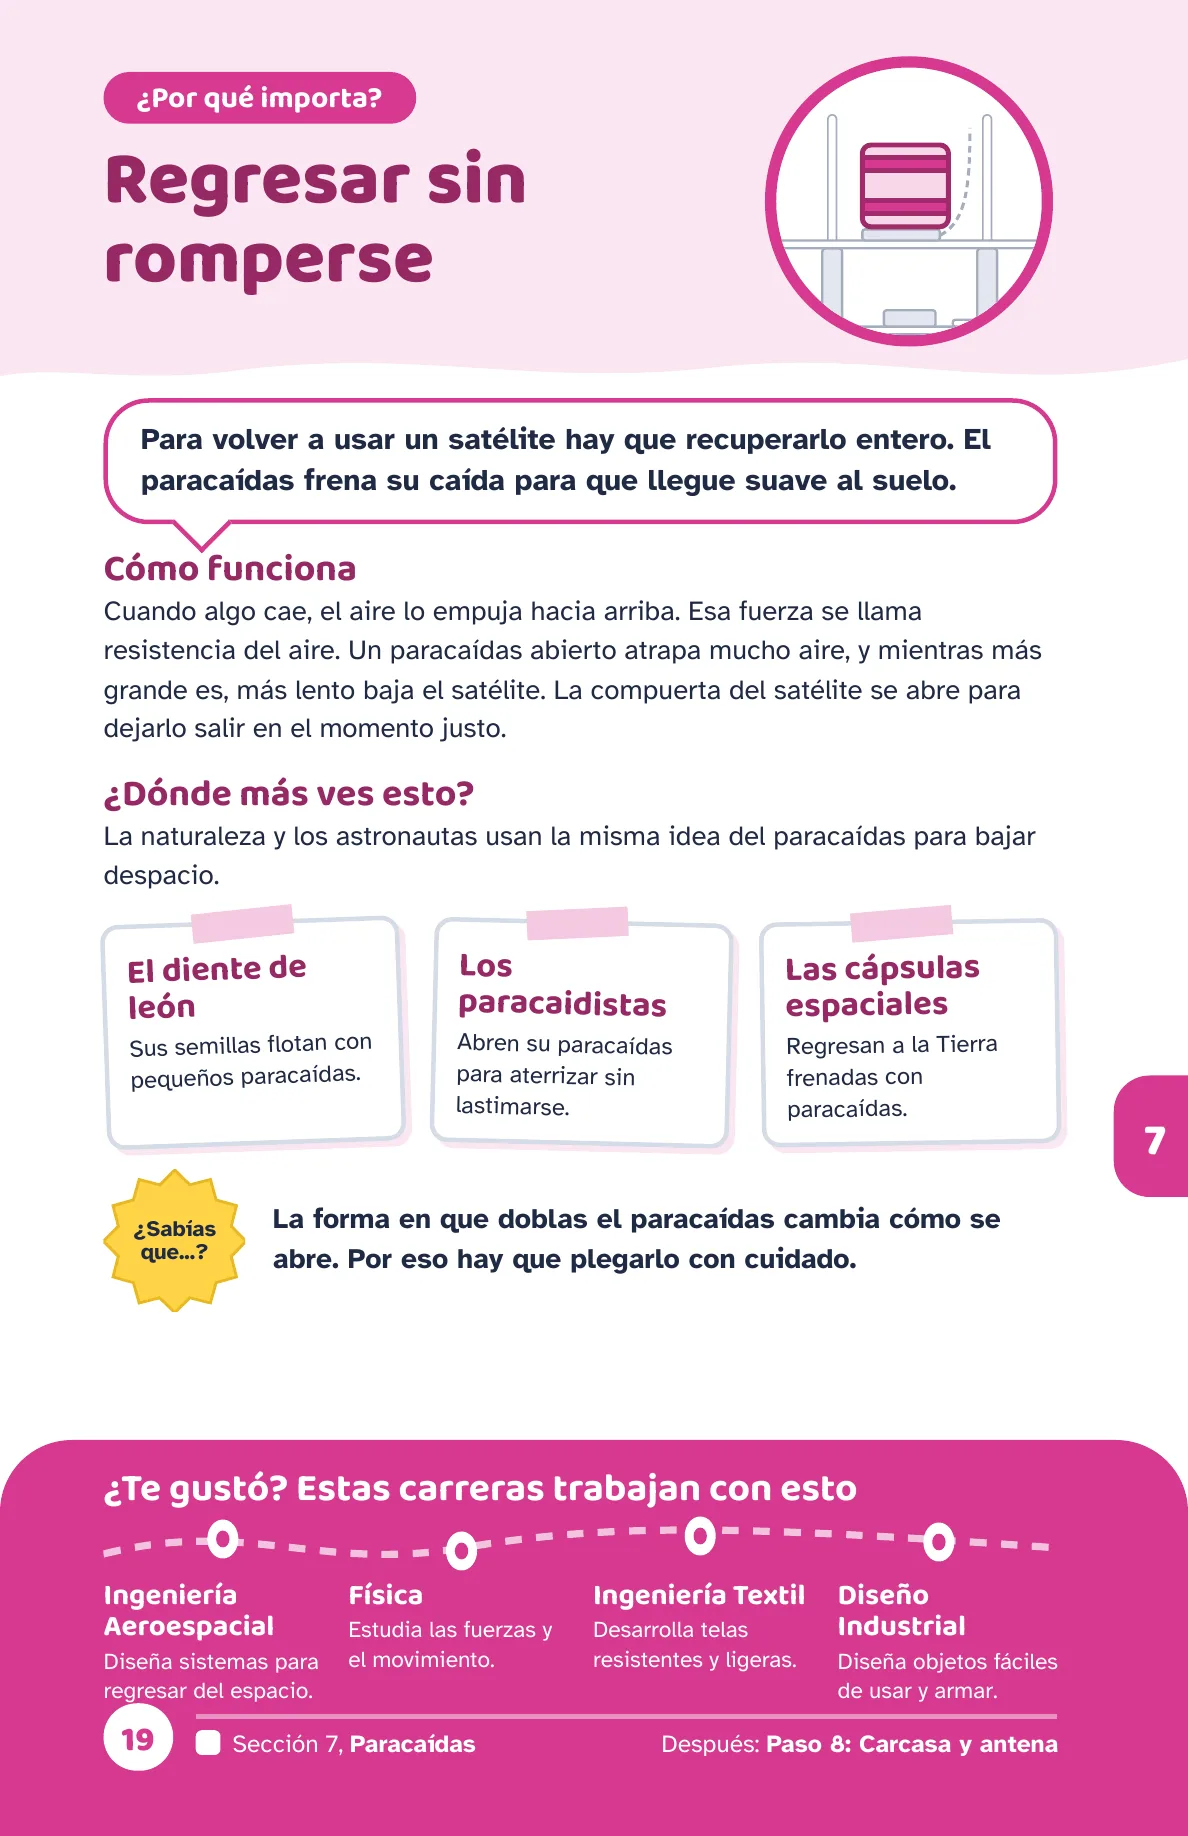 ¿Por qué importa?
Regresar sin
romperse
Para volver a usar un satélite hay que recuperarlo entero. El
paracaídas frena su caída para que llegue suave al suelo.
Cómo funciona
Cuando algo cae, el aire lo empuja hacia arriba. Esa fuerza se llama
resistencia del aire. Un paracaídas abierto atrapa mucho aire, y mientras más
grande es, más lento baja el satélite. La compuerta del satélite se abre para
dejarlo salir en el momento justo.
¿Dónde más ves esto?
La naturaleza y los astronautas usan la misma idea del paracaídas para bajar
despacio.
El diente de
león
Sus semillas flotan con
pequeños paracaídas.
Los
paracaidistas
Abren su paracaídas
para aterrizar sin
lastimarse.
Las cápsulas
espaciales
Regresan a la Tierra
frenadas con
paracaídas.
7
¿Sabías
que...?
La forma en que doblas el paracaídas cambia cómo se
abre. Por eso hay que plegarlo con cuidado.
¿Te gustó? Estas carreras trabajan con esto
Ingeniería
Aeroespacial
Diseña sistemas para
regresar del espacio.
Física
Estudia las fuerzas y
el movimiento.
Ingeniería Textil
Desarrolla telas
resistentes y ligeras.
Diseño
Industrial
Diseña objetos fáciles
de usar y armar.
19
Sección 7, Paracaídas
Después: Paso 8: Carcasa y antena